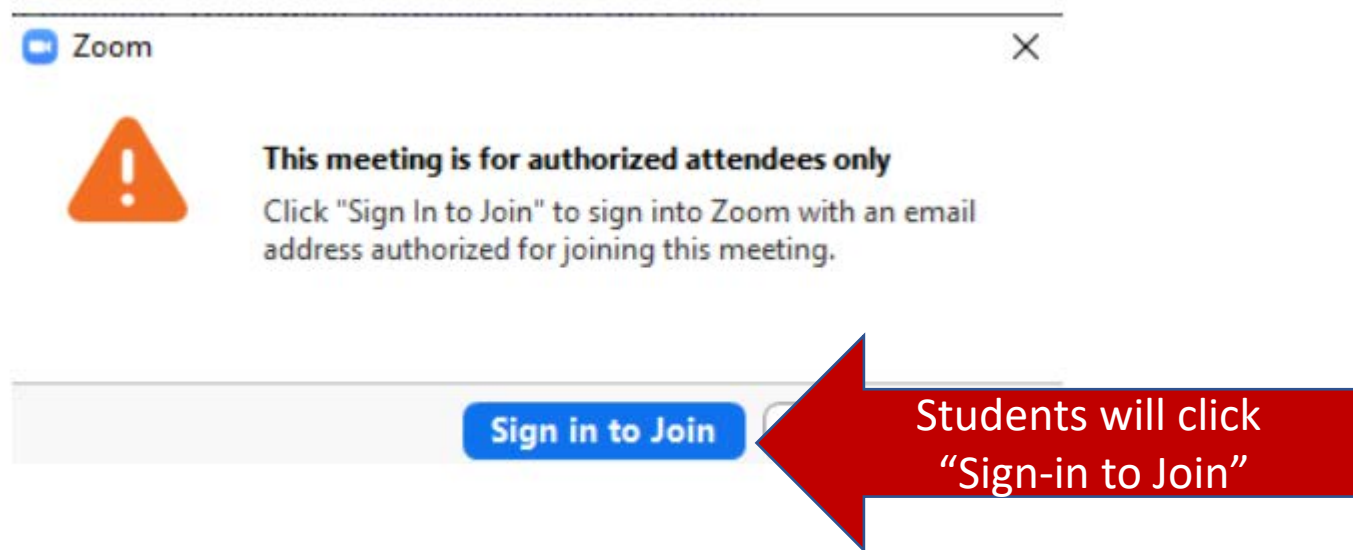 Zoom
This meeting is for authorized attendees only
Click "Sign In to Join" to sign into Zoom with an email
address authorized for joining this meeting.
Sign in to Join
Students will click
“Sign-in to Join”